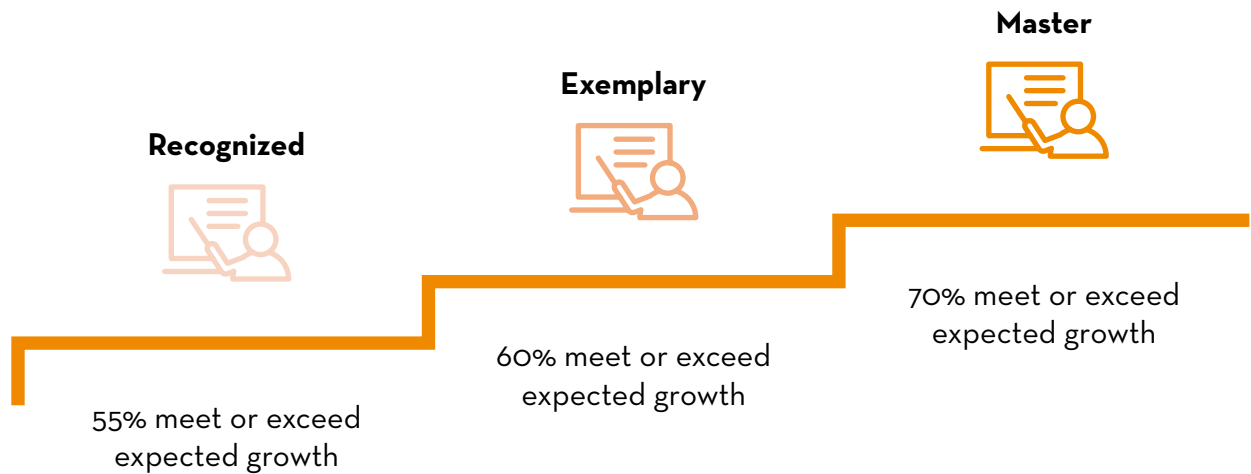 Recognized
55% meet or exceed
expected growth
Exemplary
60% meet or exceed
expected growth
Master
70% meet or exceed
expected growth